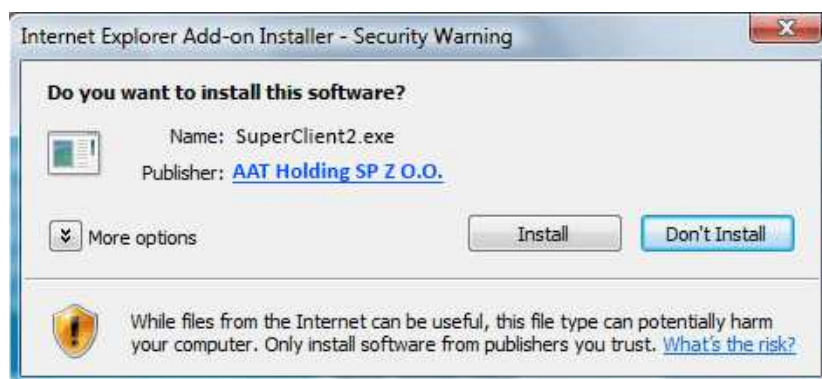 Internet Explorer Add-on Installer - Security Warning
Do you want to install this software?
Name: SuperClient2.exe
Publisher: AAT Holding SP Z O.O.
More options
Install
Don't Install
While files from the Internet can be useful, this file type can potentially harm
your computer. Only install software from publishers you trust. What's the risk?